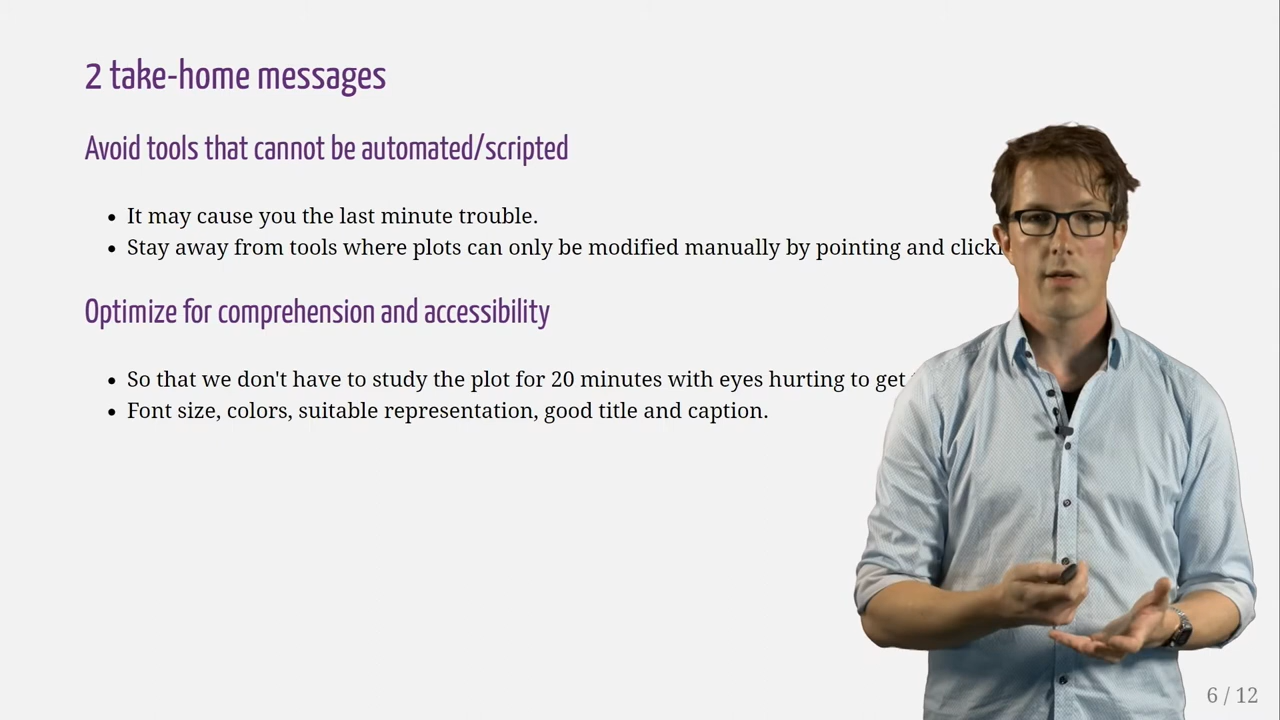 2 take-home messages
Avoid tools that cannot be automated/scripted
• It may cause you the last minute trouble.
• Stay away from tools where plots can only be modified manually by pointing and
Optimize for comprehension and accessibility
• So that we don't have to study the plot for 20 minutes with eyes hurting to get
• Font size, colors, suitable representation, good title and caption.
6 / 12